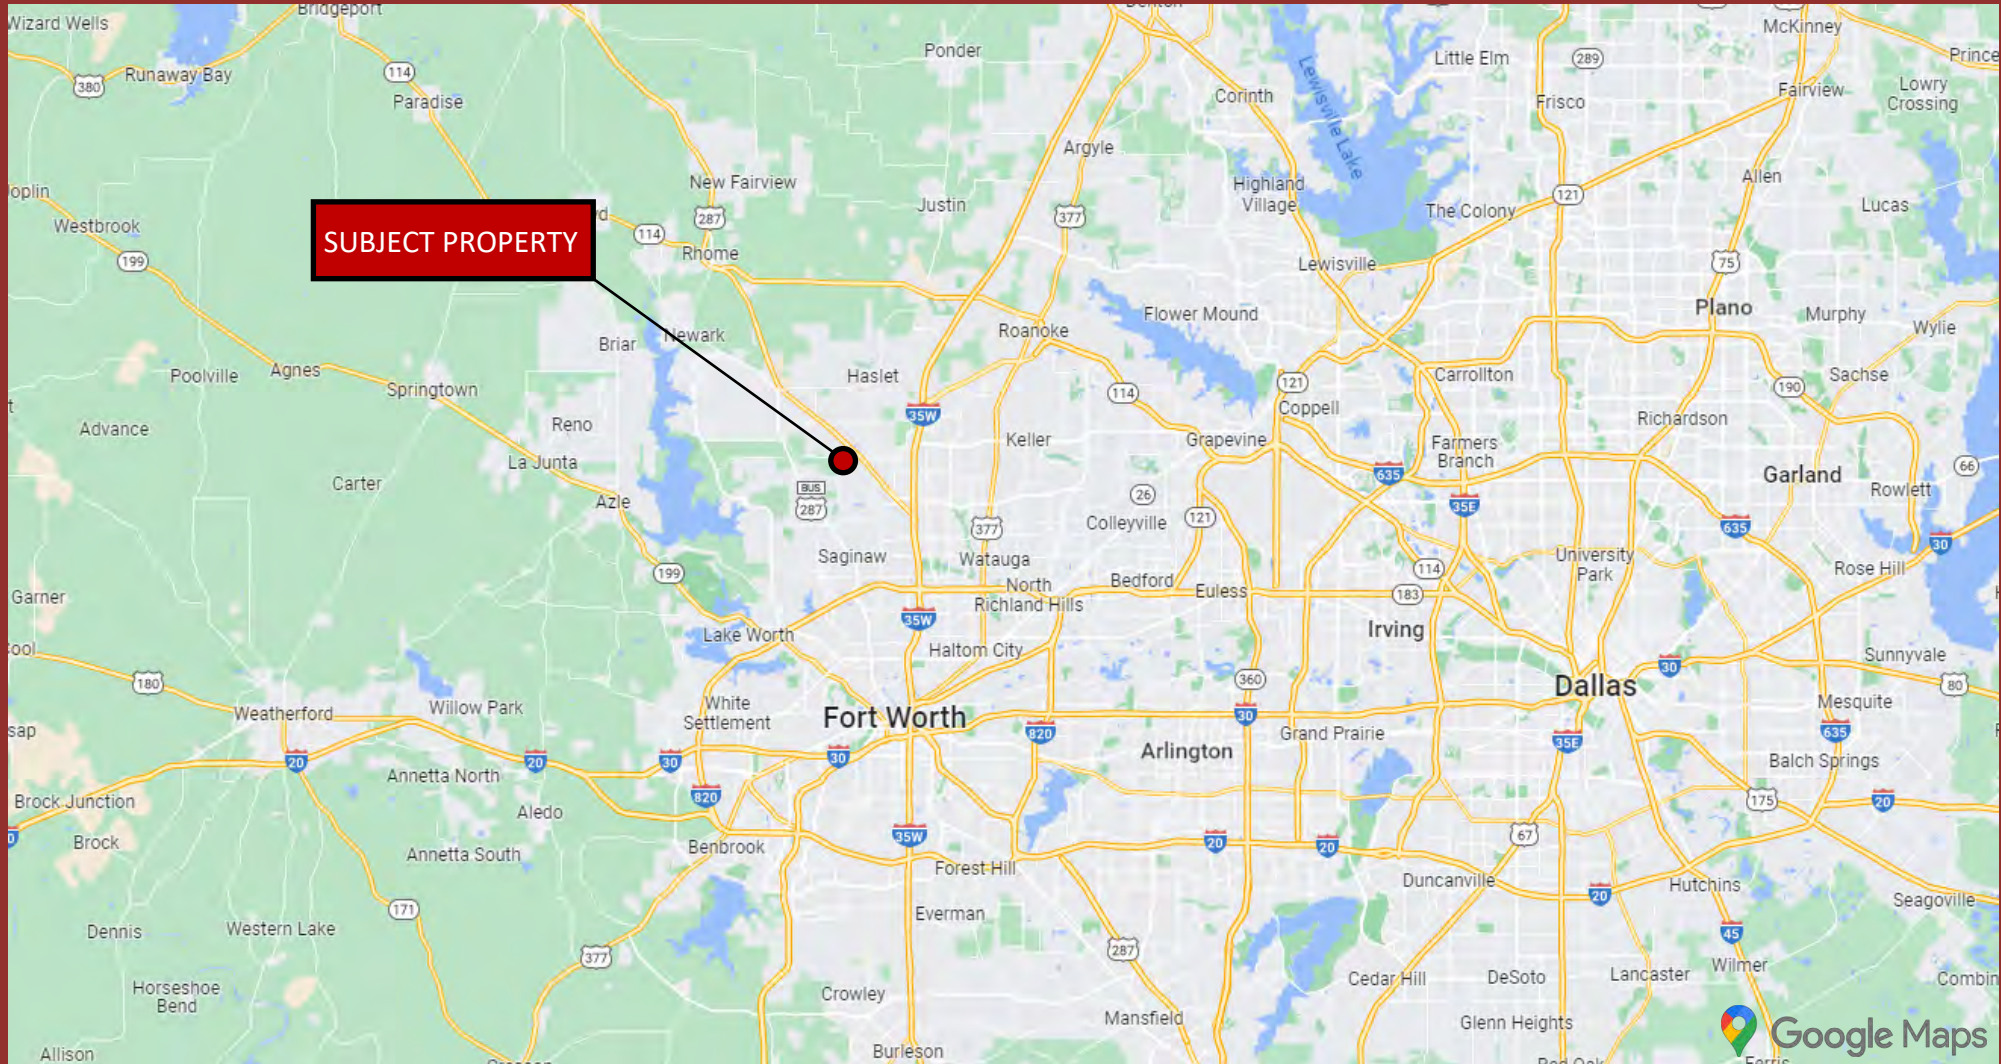 Bridgeport
Denton
Wizard Wells
McKinney
Ponder
Prince
380
Runaway Bay
114
Little Elm
289
Paradise
Corinth
Frisco
Fairview
Lowry
Crossing
Lewisville Lake
Argyle
New Fairview
Highland
Village
Allen
Joplin
Justin
287
377
121
The Colony
Lucas
Westbrook
SUBJECT PROPERTY
114
Rhome
199
Lewisville
75
Plano
Flower Mound
Murphy
Wylie
Newark
Roanoke
Briar
Poolville
Agnes
Springtown
Haslet
114
121
Carrollton
190
Sachse
35W
Coppell
Richardson
Advance
Reno
Keller
Grapevine
Farmers
Branch
La Junta
635
Garland
66
Carter
Azle
BUS
287
26
Colleyville
121
35E
Rowlett
377
635
30
Saginaw
Watauga
University
Park
199
114
Rose Hill
North
Richland Hills
Bedford
Euless
183
Garner
35W
Lake Worth
Irving
Haltom City
Cool
180
360
30
Sunnyvale
80
Dallas
Weatherford
Willow Park
White
Settlement
Fort Worth
30
Mesquite
820
Grand Prairie
35E
635
Arlington
20
20
30
30
Annetta North
Balch Springs
820
175
20
Brock Junction
Aledo
Brock
35W
20
20
67
Annetta South
Benbrook
Forest Hill
Duncanville
Hutchins
20
Seagoville
171
Everman
Dennis
Western Lake
45
377
287
Cedar Hill
DeSoto
Lancaster
Wilmer
Horseshoe
Bend
Crowley
Combin
Mansfield
Glenn Heights
Google Maps
Allison
Burleson
Red Oak
Ferris